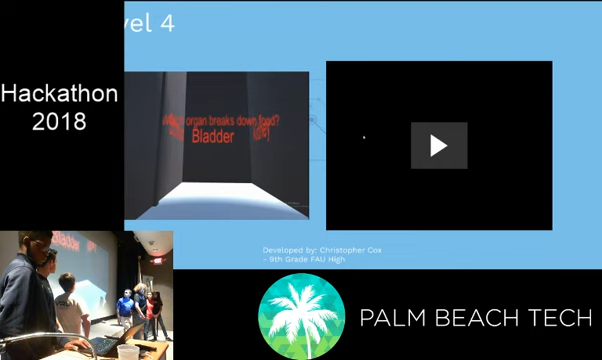 vel 4
Hackathon
2018
organ breaks down food?
Bladder
Developed by: Christopher Cox
- 9th Grade FAU High
Bladder
PALM BEACH TECH